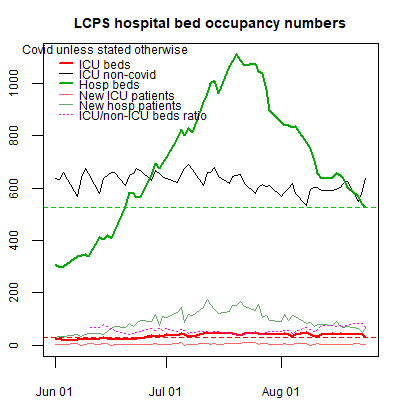 LCPS hospital bed occupancy numbers
Covid unless stated otherwise
ICU beds
ICU non-covid
Hosp beds
New ICU patients
New hosp patients
ICU/non-ICU beds ratio
1000
800
600
400
200
0
Jun 01
Jul 01
Aug 01